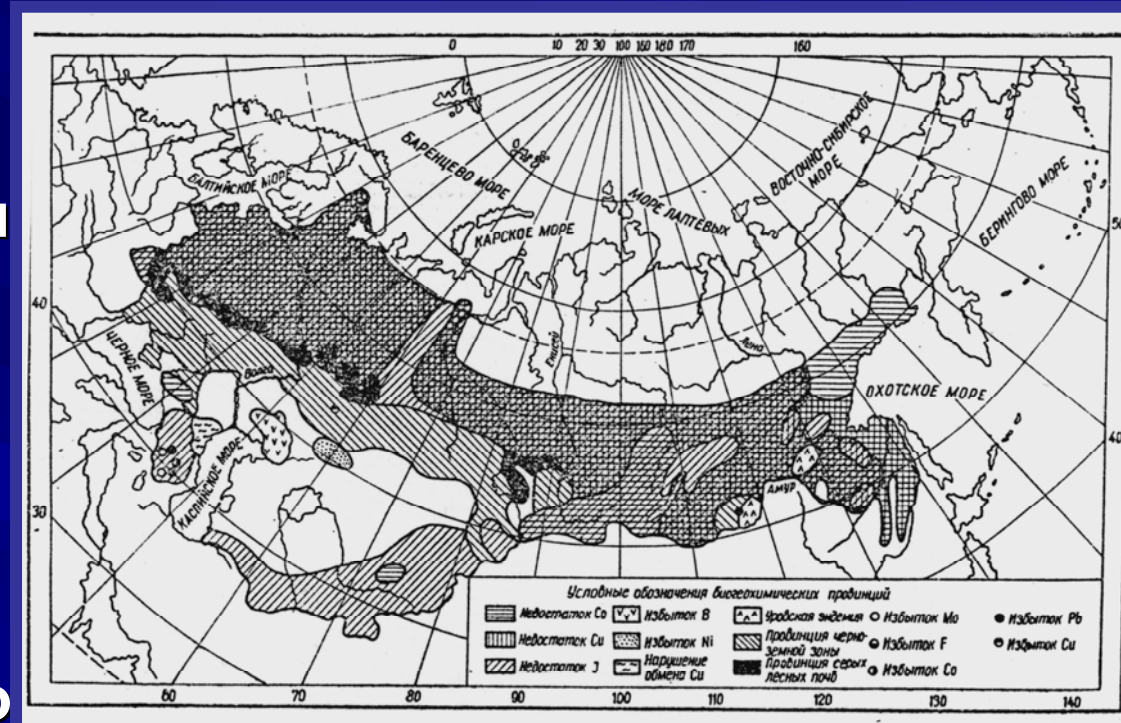 0 10 20 30 100 160 180 170 160
БАЛТИЙСКОЕ МОРЕ
БАРЕНЦЕВО МОРЕ
КАРСКОЕ МОРЕ
МОРЕ ЛАПТЕВЫХ
ВОСТОЧНО-СИБИРСКОЕ
МОРЕ
БЕРИНГОВО МОРЕ
50
40
ЧЕРНОЕ МОРЕ
Волга
Енисей
Лена
ОХОТСКОЕ МОРЕ
40
КАСПИЙСКОЕ МОРЕ
АМУР
30
Условные обозначения биогеохимических провинций
Недостаток Co Избыток B Уровская эндемия Избыток Mo Избыток Pb
Недостаток Cu Избыток Ni Провинция черно-
земной зоны Избыток F Избыток Cu
Недостаток J Нарушение
обмена Cu Провинция серых
лесных почв Избыток Co
60 70 80 90 100 110 120 130 140